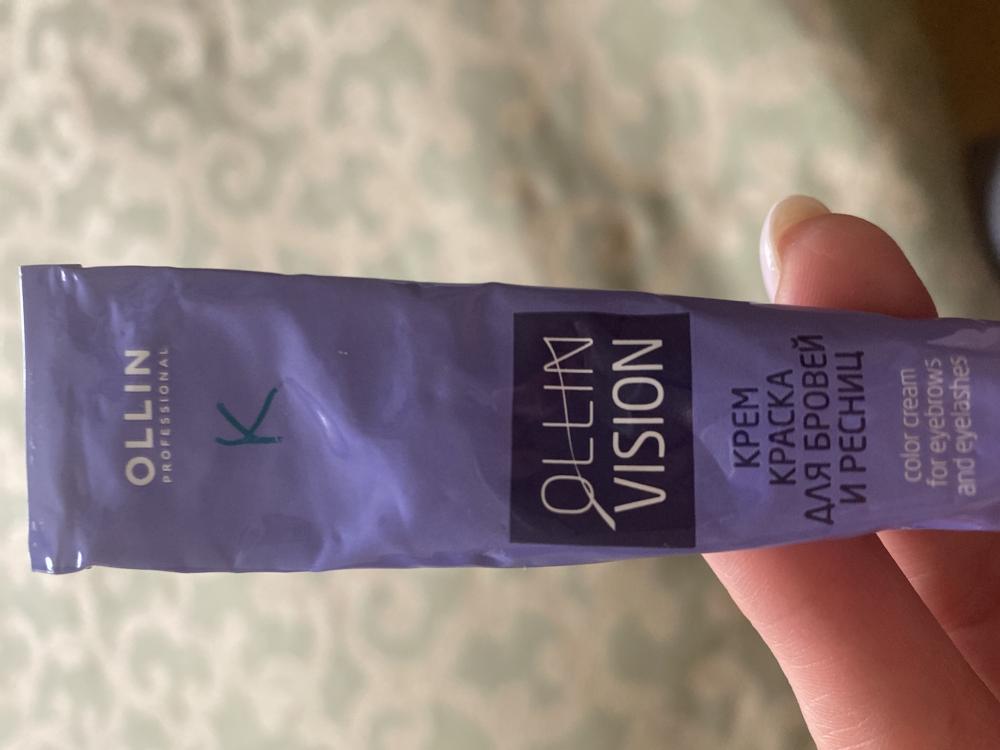 OLLIN
PROFESSIONAL
К
OLLIN
VISION
КРЕМ
КРАСКА
ДЛЯ БРОВЕЙ
И РЕСНИЦ
color cream
for eyebrows
and eyelashes